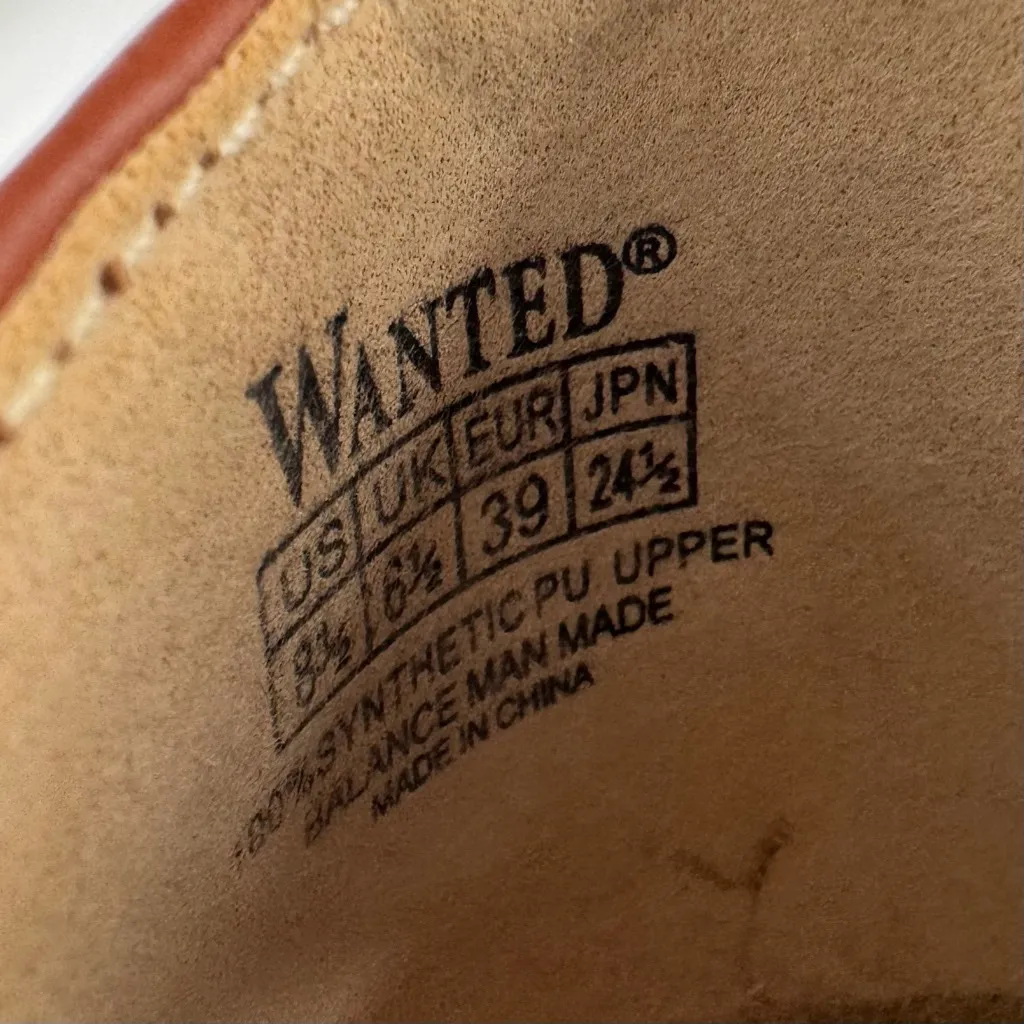 WANTED®
US UK EUR JPN
8½ 6½ 39 24½
100% SYNTHETIC PU UPPER
BALANCE MAN MADE
MADE IN CHINA